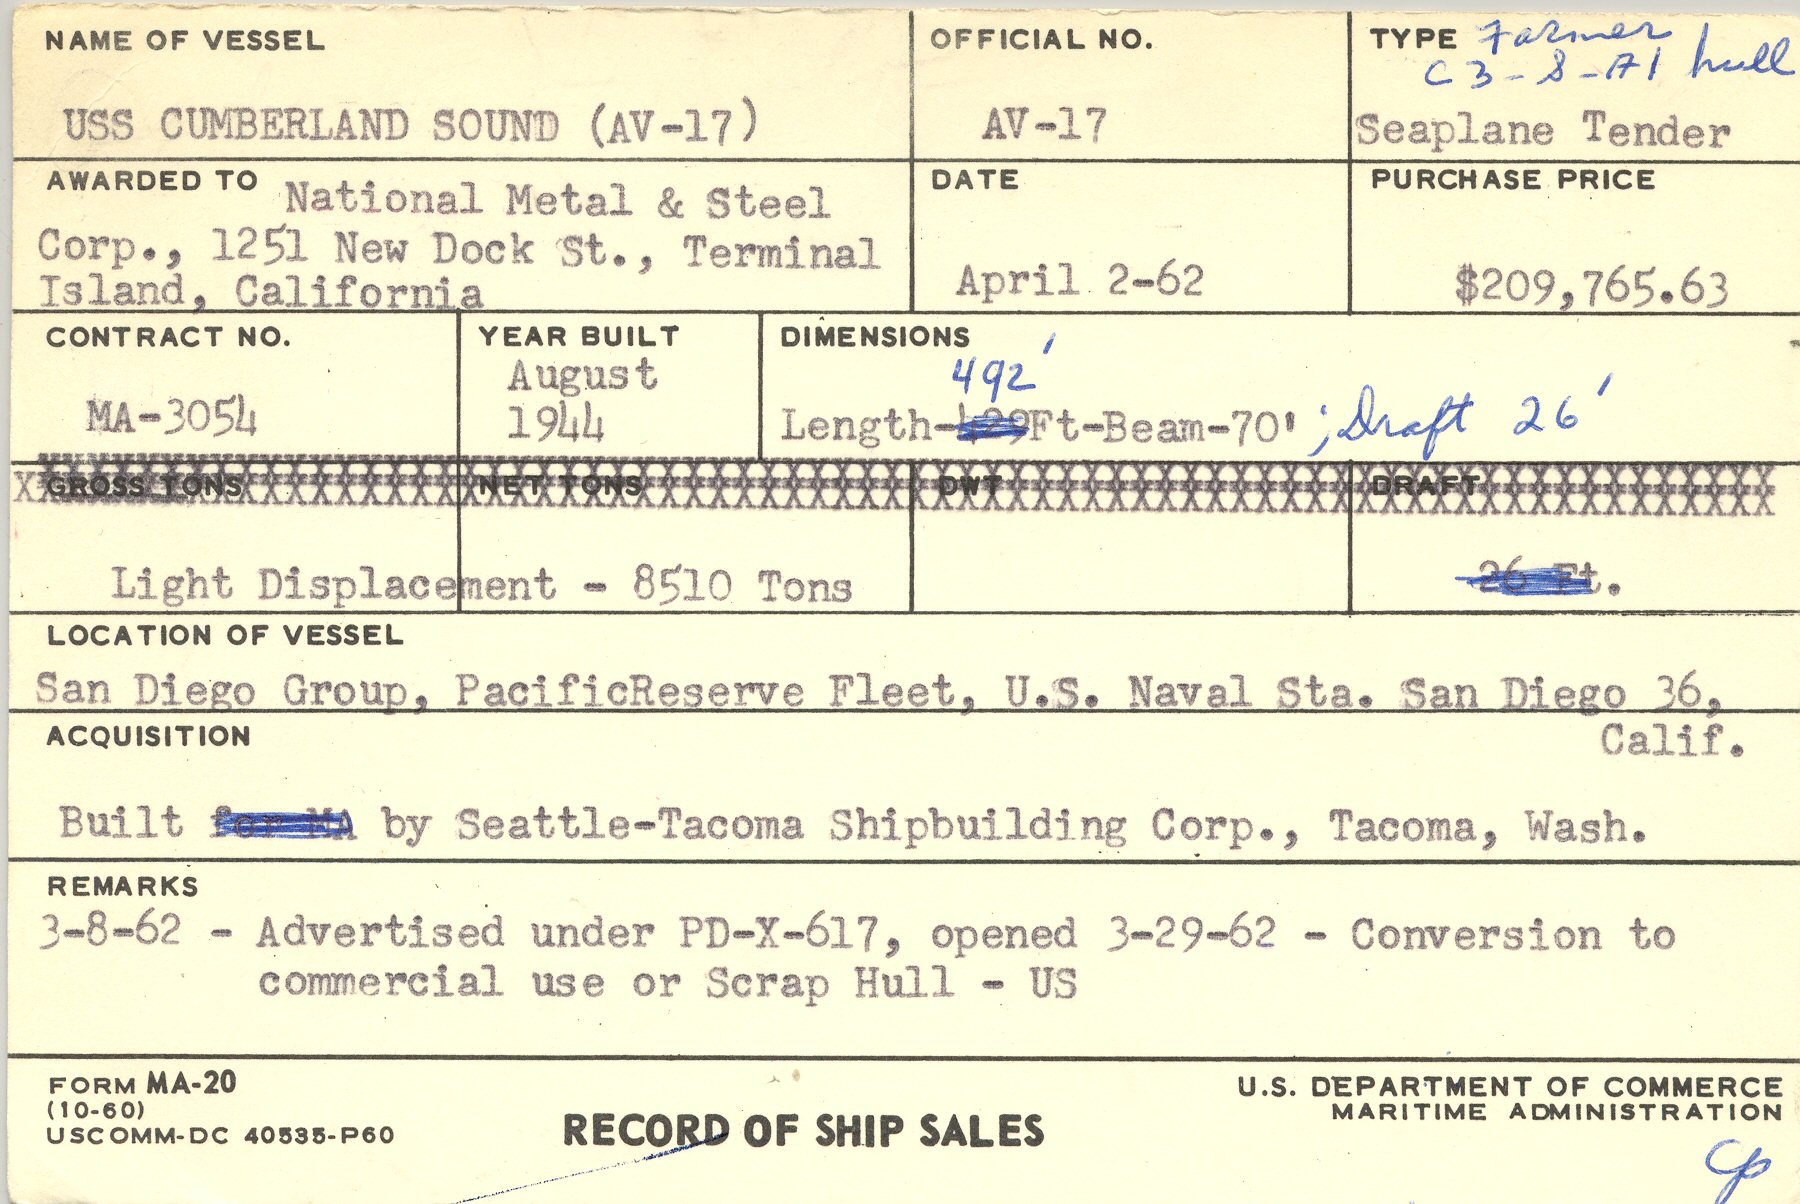 NAME OF VESSEL
USS CUMBERLAND SOUND (AV-17)
OFFICIAL NO.
AV-17
TYPE Former
C3-S-A1 hull
Seaplane Tender
AWARDED TO National Metal & Steel
Corp., 1251 New Dock St., Terminal
Island, California
DATE
April 2-62
PURCHASE PRICE
$209,765.63
CONTRACT NO.
MA-3054
YEAR BUILT
August
1944
DIMENSIONS
492'
Length-Ft-Beam-70' ; Draft 26'
GROSS TONS
NET TONS
DWT
DRAFT
Light Displacement - 8510 Tons
26 Ft.
LOCATION OF VESSEL
San Diego Group, PacificReserve Fleet, U.S. Naval Sta. San Diego 36,
Calif.
ACQUISITION
Built for MA by Seattle-Tacoma Shipbuilding Corp., Tacoma, Wash.
REMARKS
3-8-62 - Advertised under PD-X-617, opened 3-29-62 - Conversion to
commercial use or Scrap Hull - US
FORM MA-20
(10-60)
USCOMM-DC 40535-P60
RECORD OF SHIP SALES
U.S. DEPARTMENT OF COMMERCE
MARITIME ADMINISTRATION